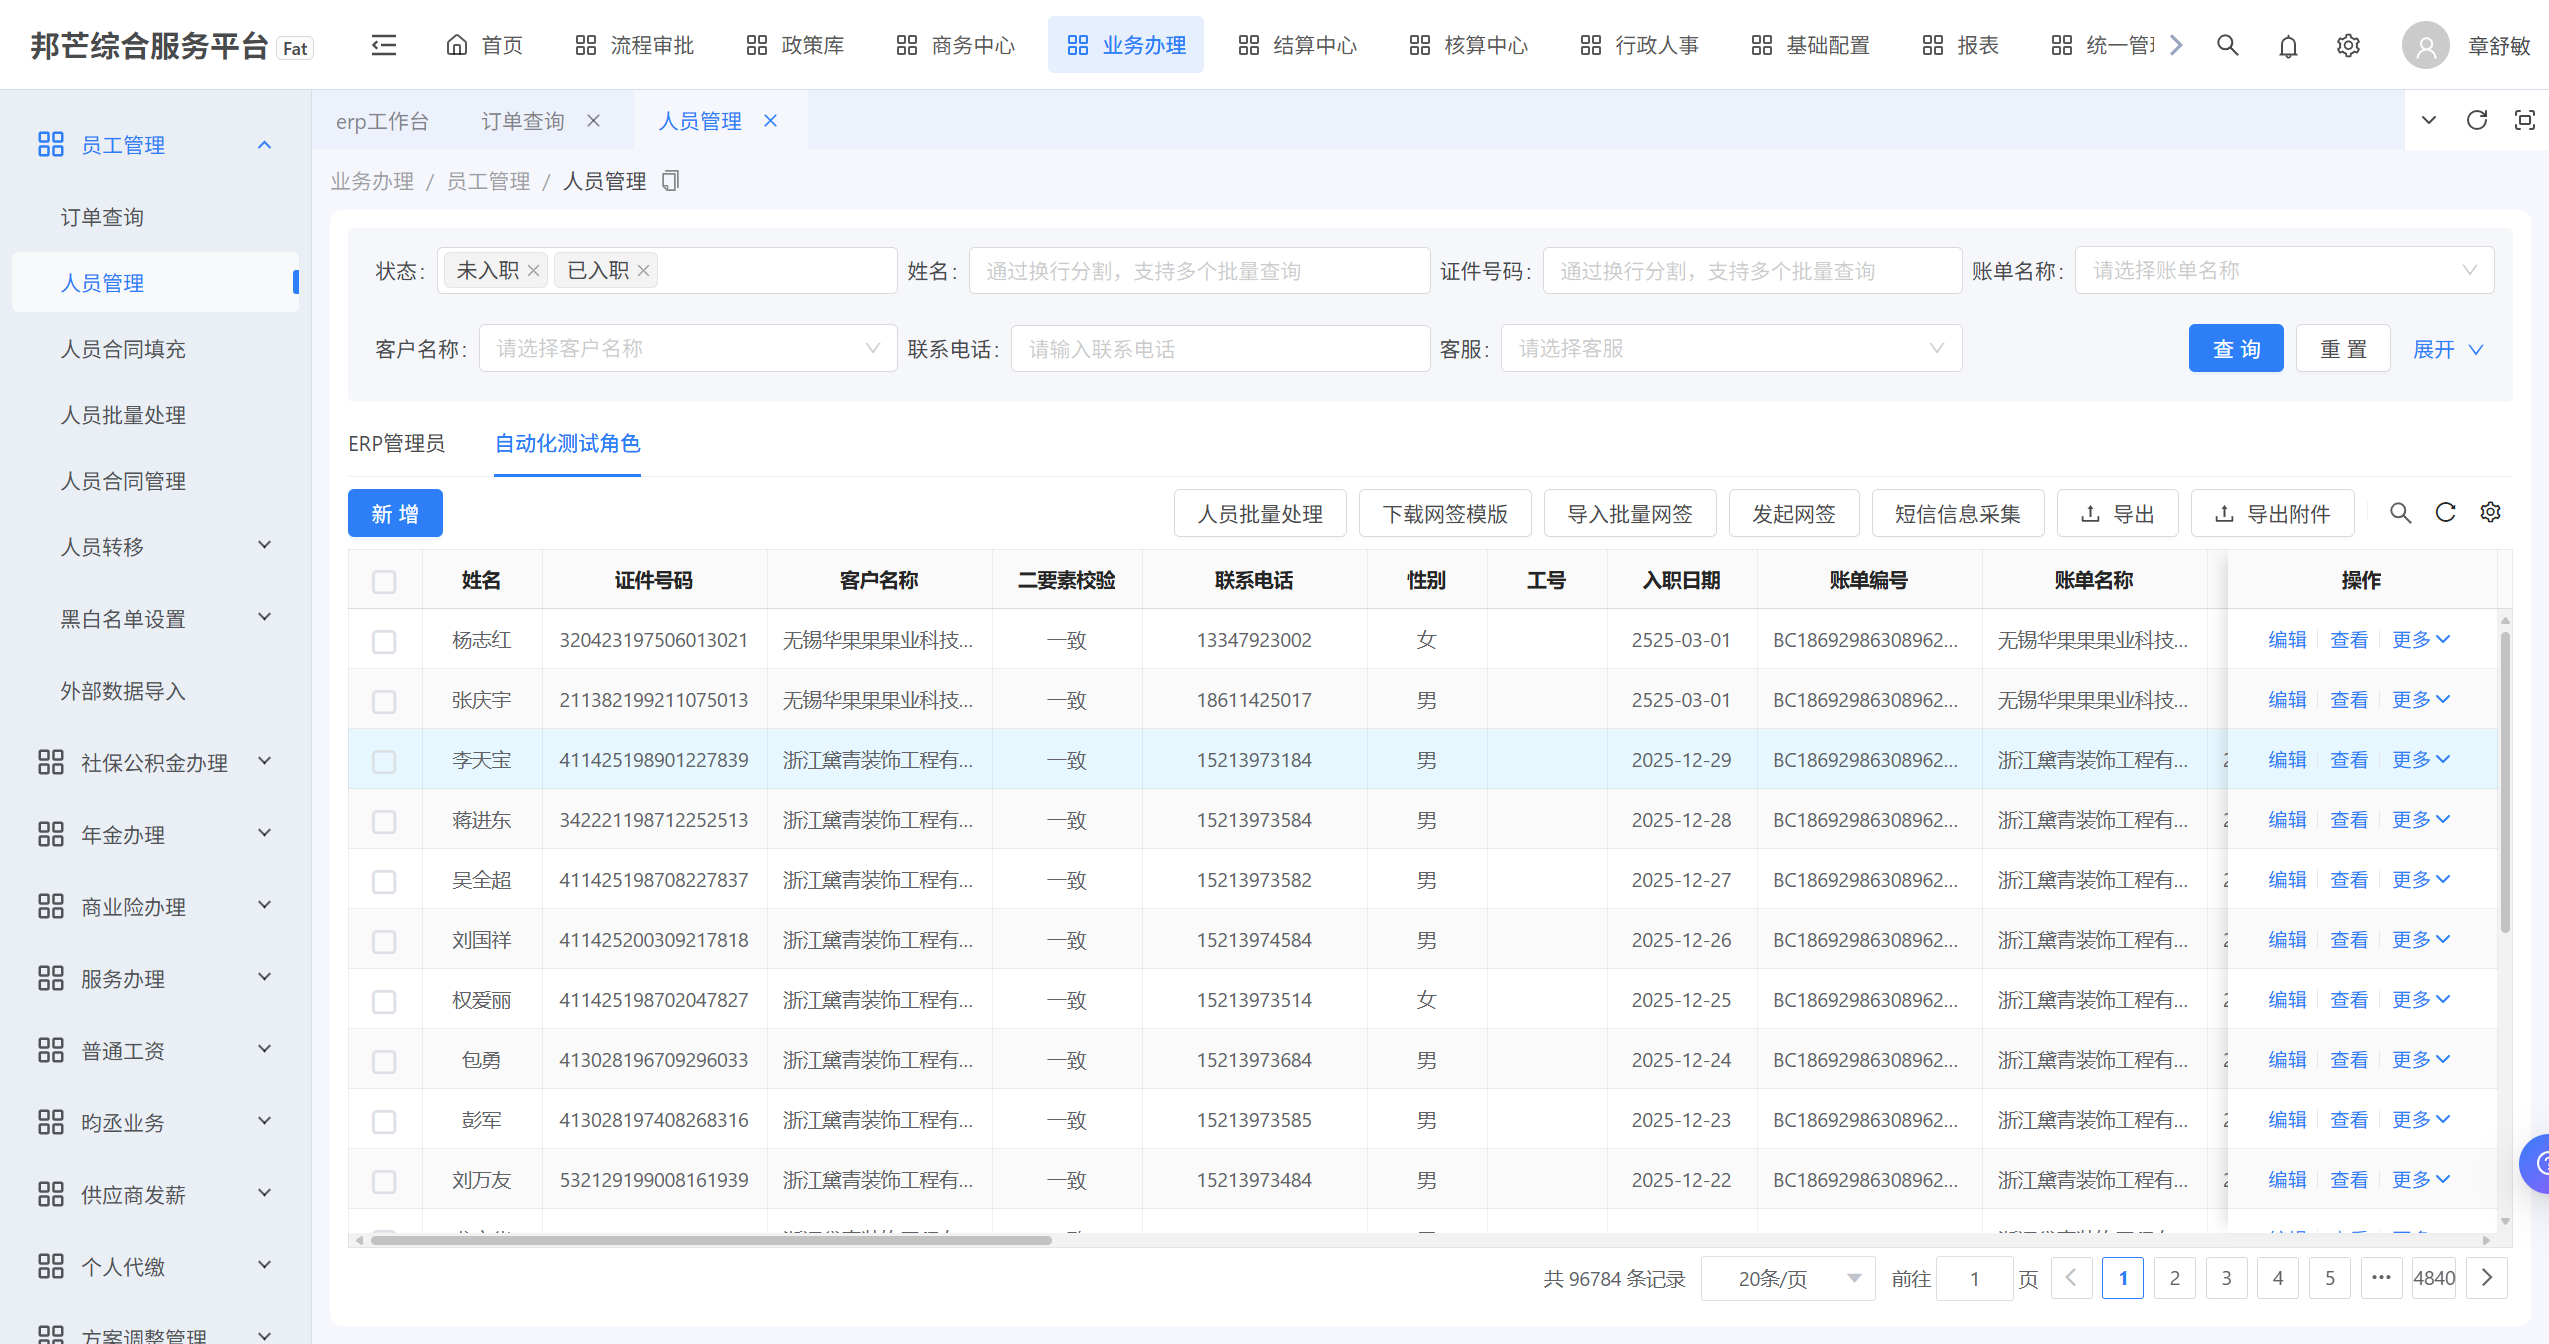 邦芒综合服务平台 Fat
首页 流程审批 政策库 商务中心 业务办理 结算中心 核算中心 行政人事 基础配置 报表 统一管 章舒敏
员工管理
订单查询
人员管理
人员合同填充
人员批量处理
人员合同管理
人员转移
黑白名单设置
外部数据导入
社保公积金办理
年金办理
商业险办理
服务办理
普通工资
昀丞业务
供应商发薪
个人代缴
方案调整管理
erp工作台 订单查询 人员管理
业务办理 / 员工管理 / 人员管理
状态: 未入职 已入职 姓名: 通过换行分割，支持多个批量查询 证件号码: 通过换行分割，支持多个批量查询 账单名称: 请选择账单名称
客户名称: 请选择客户名称 联系电话: 请输入联系电话 客服: 请选择客服 查 询 重 置 展开
ERP管理员 自动化测试角色
新 增 人员批量处理 下载网签模版 导入批量网签 发起网签 短信信息采集 导出 导出附件
姓名 证件号码 客户名称 二要素校验 联系电话 性别 工号 入职日期 账单编号 账单名称 操作
杨志红 320423197506013021 无锡华果果果业科技... 一致 13347923002 女 2525-03-01 BC18692986308962... 无锡华果果果业科技... 编辑 查看 更多
张庆宇 211382199211075013 无锡华果果果业科技... 一致 18611425017 男 2525-03-01 BC18692986308962... 无锡华果果果业科技... 编辑 查看 更多
李天宝 411425198901227839 浙江黛青装饰工程有... 一致 15213973184 男 2025-12-29 BC18692986308962... 浙江黛青装饰工程有... 编辑 查看 更多
蒋进东 342221198712252513 浙江黛青装饰工程有... 一致 15213973584 男 2025-12-28 BC18692986308962... 浙江黛青装饰工程有... 编辑 查看 更多
吴全超 411425198708227837 浙江黛青装饰工程有... 一致 15213973582 男 2025-12-27 BC18692986308962... 浙江黛青装饰工程有... 编辑 查看 更多
刘国祥 411425200309217818 浙江黛青装饰工程有... 一致 15213974584 男 2025-12-26 BC18692986308962... 浙江黛青装饰工程有... 编辑 查看 更多
权爱丽 411425198702047827 浙江黛青装饰工程有... 一致 15213973514 女 2025-12-25 BC18692986308962... 浙江黛青装饰工程有... 编辑 查看 更多
包勇 413028196709296033 浙江黛青装饰工程有... 一致 15213973684 男 2025-12-24 BC18692986308962... 浙江黛青装饰工程有... 编辑 查看 更多
彭军 413028197408268316 浙江黛青装饰工程有... 一致 15213973585 男 2025-12-23 BC18692986308962... 浙江黛青装饰工程有... 编辑 查看 更多
刘万友 532129199008161939 浙江黛青装饰工程有... 一致 15213973484 男 2025-12-22 BC18692986308962... 浙江黛青装饰工程有... 编辑 查看 更多
共 96784 条记录 20条/页 前往 1 页 1 2 3 4 5 ••• 4840